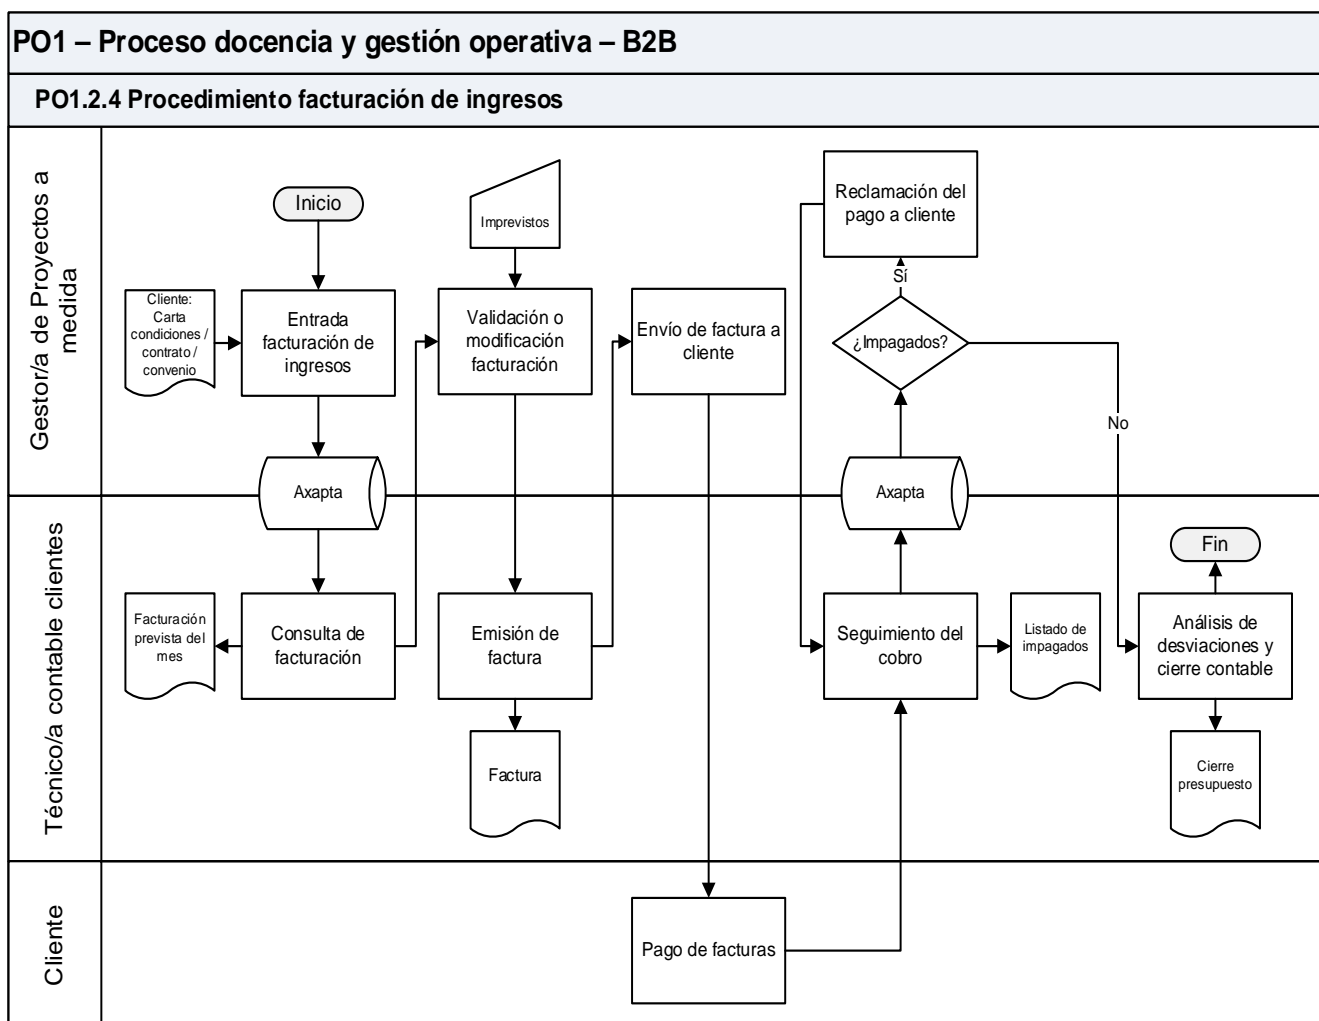 PO1 – Proceso docencia y gestión operativa – B2B
PO1.2.4 Procedimiento facturación de ingresos
Gestor/a de Proyectos a
medida
Inicio
Cliente:
Carta
condiciones /
contrato /
convenio
Entrada
facturación de
ingresos
Axapta
Imprevistos
Validación o
modificación
facturación
Envío de factura a
cliente
Reclamación del
pago a cliente
Sí
¿Impagados?
No
Axapta
Técnico/a contable clientes
Facturación
prevista del
mes
Consulta de
facturación
Emisión de
factura
Factura
Seguimiento del
cobro
Listado de
impagados
Fin
Análisis de
desviaciones y
cierre contable
Cierre
presupuesto
Cliente
Pago de facturas